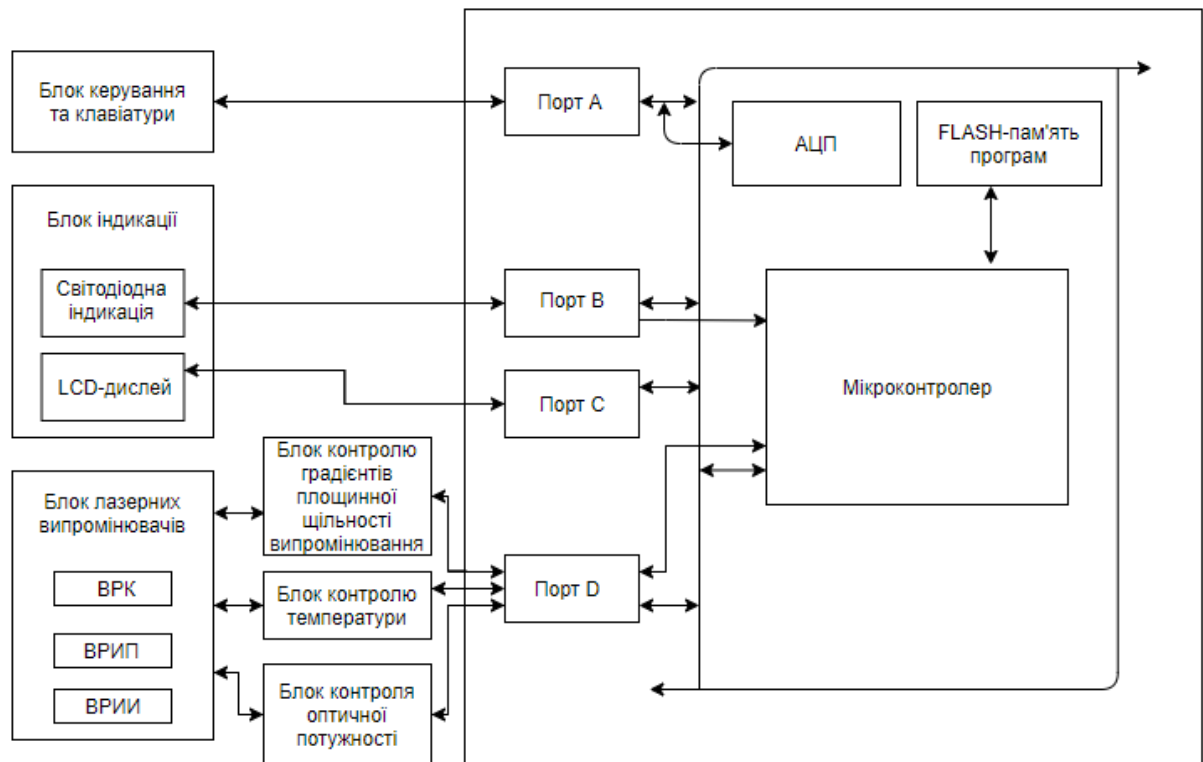 Блок керування
та клавіатури
Порт A
АЦП
FLASH-пам'ять
програм
Блок індикації
Світодіодна
індикація
LCD-дислей
Порт B
Порт C
Мікроконтролер
Блок лазерних
випромінювачів
ВРК
ВРИП
ВРИИ
Блок контролю
градієнтів
площинної
щільності
випромінювання
Блок контролю
температури
Блок контроля
оптичної
потужності
Порт D